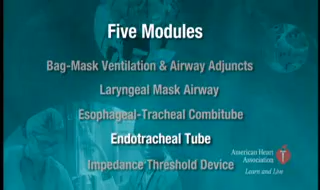 Five Modules
Bag-Mask Ventilation & Airway Adjuncts
Laryngeal Mask Airway
Esophageal-Tracheal Combitube
Endotracheal Tube
Impedance Threshold Device
American Heart
Association
Learn and Live